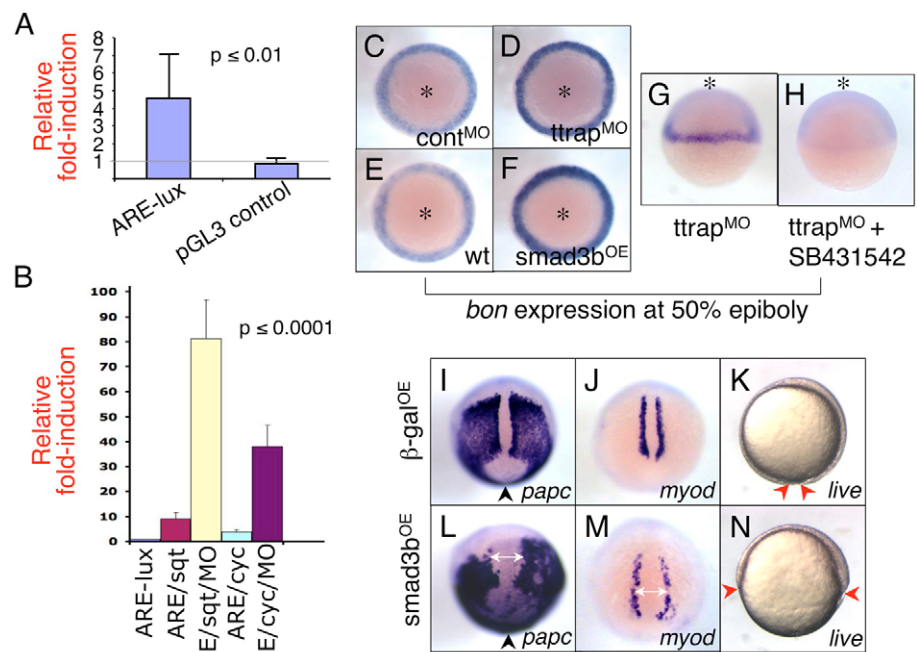 A
Relative
fold-induction
8
7
6
5
4
3
2
1
p ≤ 0.01
ARE-lux
pGL3 control
B
Relative
fold-induction
100
90
80
70
60
50
40
30
20
10
0
p ≤ 0.0001
ARE-lux
ARE/sqt
E/sqt/MO
ARE/cyc
E/cyc/MO
C
*
contMO
D
*
ttrapMO
E
*
wt
F
*
smad3bOE
G
*
H
*
ttrapMO
ttrapMO +
SB431542
bon expression at 50% epiboly
β-galOE
I
papc
J
myod
K
live
smad3bOE
L
papc
M
myod
N
live